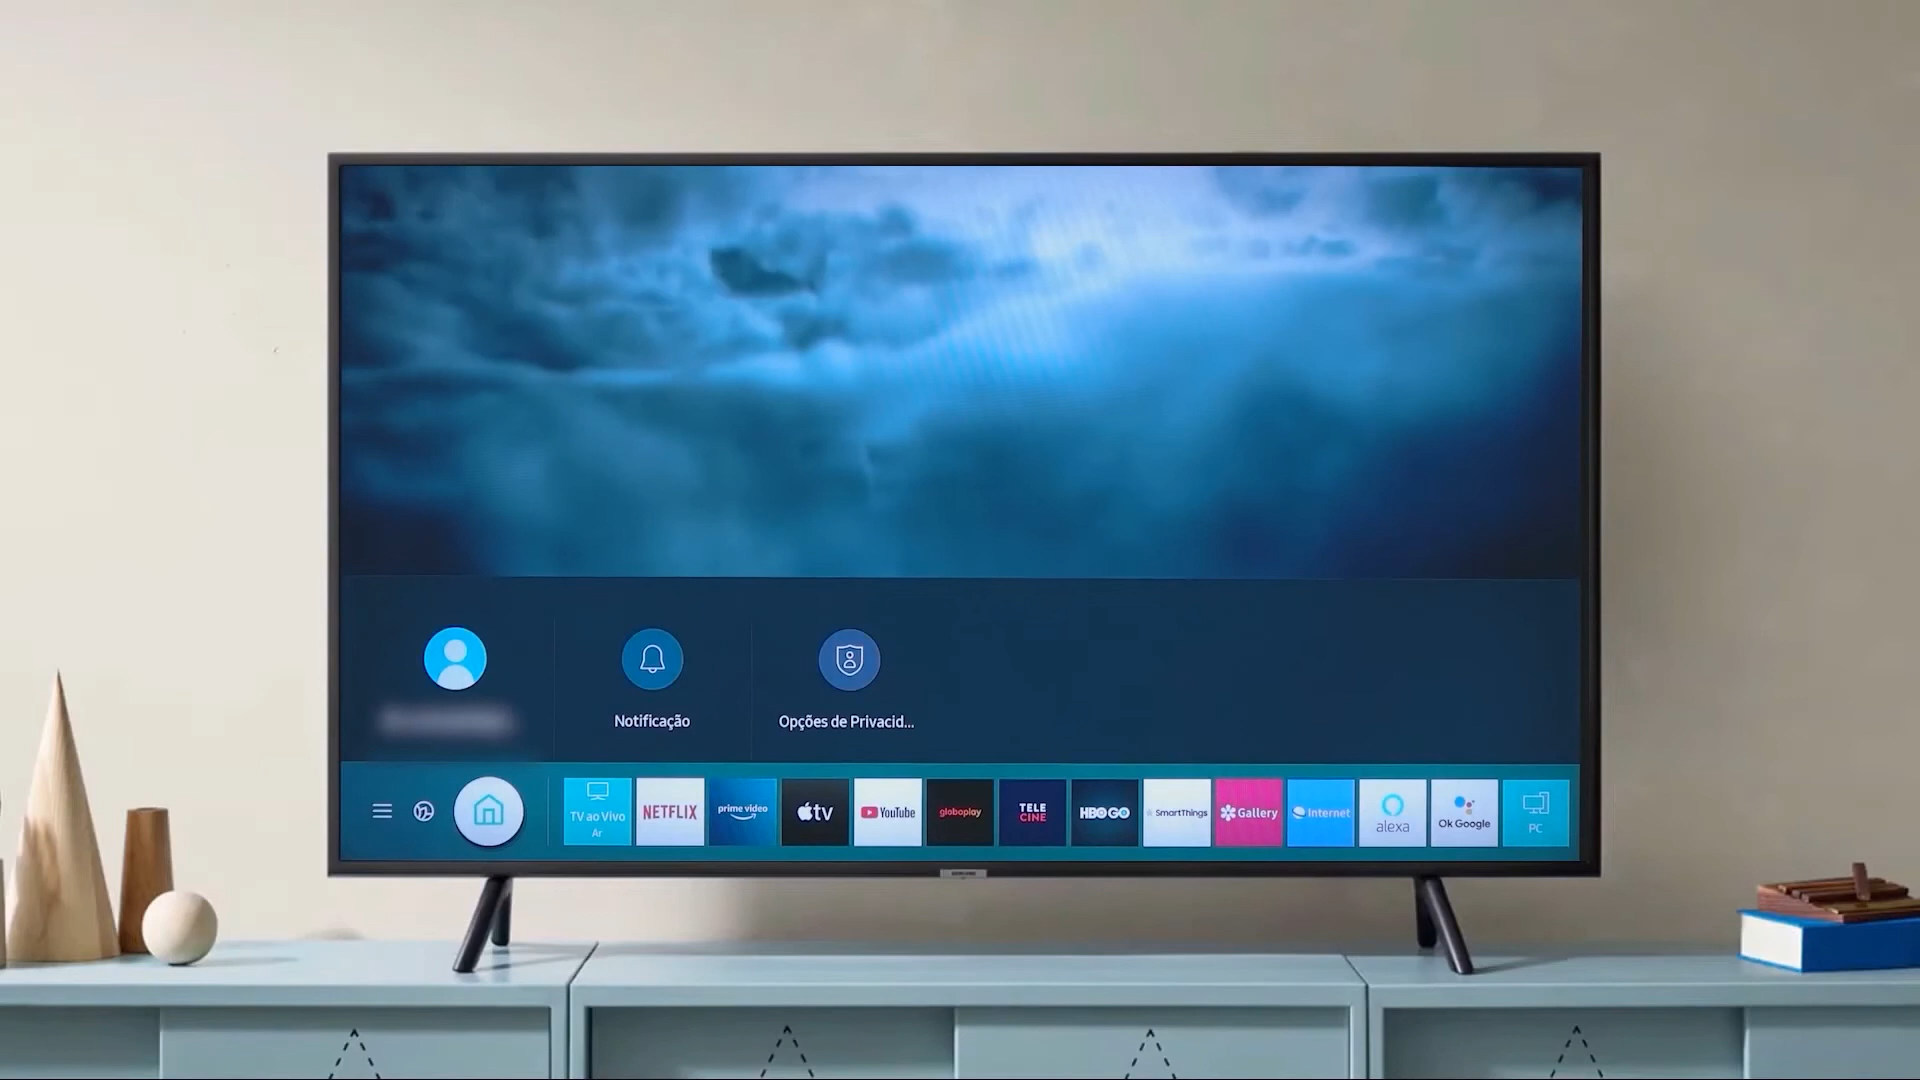 Notificação
Opções de Privacid...
TV ao Vivo
Ar
NETFLIX
prime video
tv
YouTube
globoplay
TELE
CINE
HBO GO
SmartThings
Gallery
Internet
alexa
Ok Google
PC
SAMSUNG